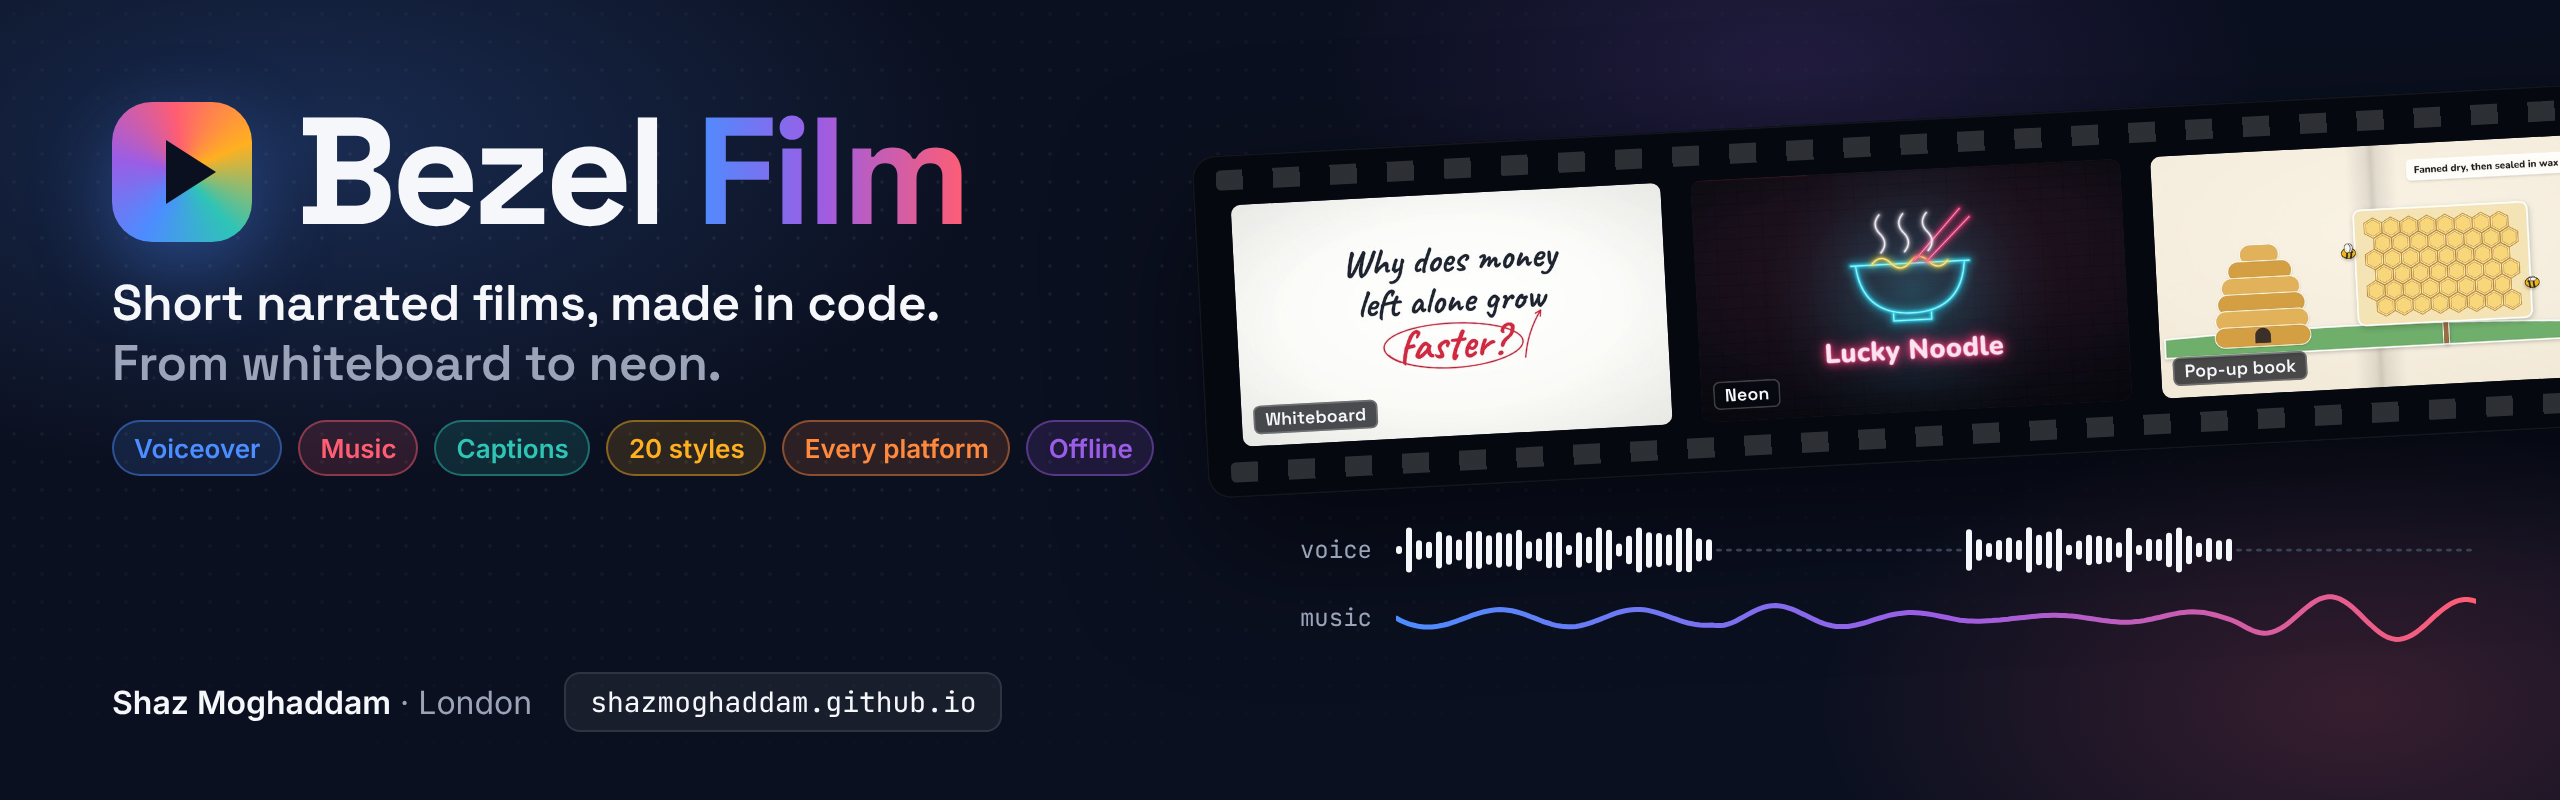 Bezel Film
Short narrated films, made in code.
From whiteboard to neon.
Voiceover
Music
Captions
20 styles
Every platform
Offline
Shaz Moghaddam · London
shazmoghaddam.github.io
Why does money
left alone grow
faster?
Whiteboard
Lucky Noodle
Neon
Fanned dry, then sealed in wax
Pop-up book
voice
music